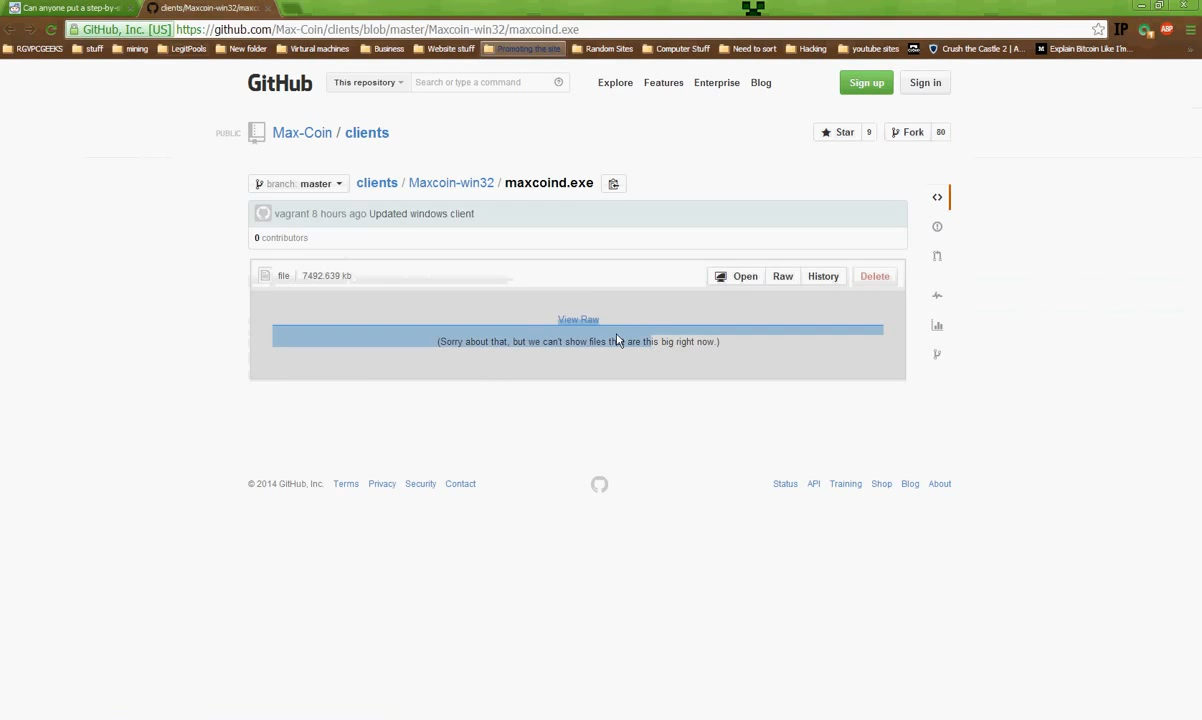 Can anyone put a step-by-s
clients/Maxcoin-win32/maxc
GitHub, Inc. [US] https://github.com/Max-Coin/clients/blob/master/Maxcoin-win32/maxcoind.exe
IP ABP
RGVPCGEEKS stuff mining LegitPools New folder Virtual machines Business Website stuff Promoting the site Random Sites Computer Stuff Need to sort Hacking youtube sites Crush the Castle 2 | A... Explain Bitcoin Like I'm...
GitHub This repository Search or type a command Explore Features Enterprise Blog Sign up Sign in
PUBLIC Max-Coin / clients Star 9 Fork 80
branch: master clients / Maxcoin-win32 / maxcoind.exe
vagrant 8 hours ago Updated windows client
0 contributors
file 7492.639 kb Open Raw History Delete
View Raw
(Sorry about that, but we can't show files that are this big right now.)
© 2014 GitHub, Inc. Terms Privacy Security Contact Status API Training Shop Blog About